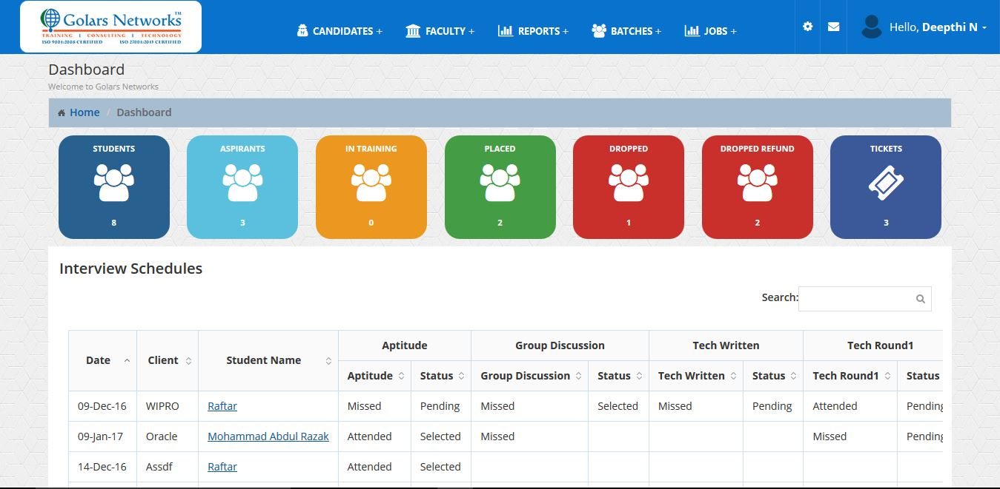 Golars Networks™
TRAINING | CONSULTING | TECHNOLOGY
ISO 9001:2008 CERTIFIED ISO 27001:2013 CERTIFIED
CANDIDATES + FACULTY + REPORTS + BATCHES + JOBS +
Hello, Deepthi N
Dashboard
Welcome to Golars Networks
Home / Dashboard
STUDENTS ASPIRANTS IN TRAINING PLACED DROPPED DROPPED REFUND TICKETS
8 3 0 2 1 2 3
Interview Schedules
Search:
Aptitude Group Discussion Tech Written Tech Round1
Date Client Student Name
Aptitude Status Group Discussion Status Tech Written Status Tech Round1 Status
09-Dec-16 WIPRO Raftar Missed Pending Missed Selected Missed Pending Attended Pending
09-Jan-17 Oracle Mohammad Abdul Razak Attended Selected Missed Missed Pending
14-Dec-16 Assdf Raftar Attended Selected